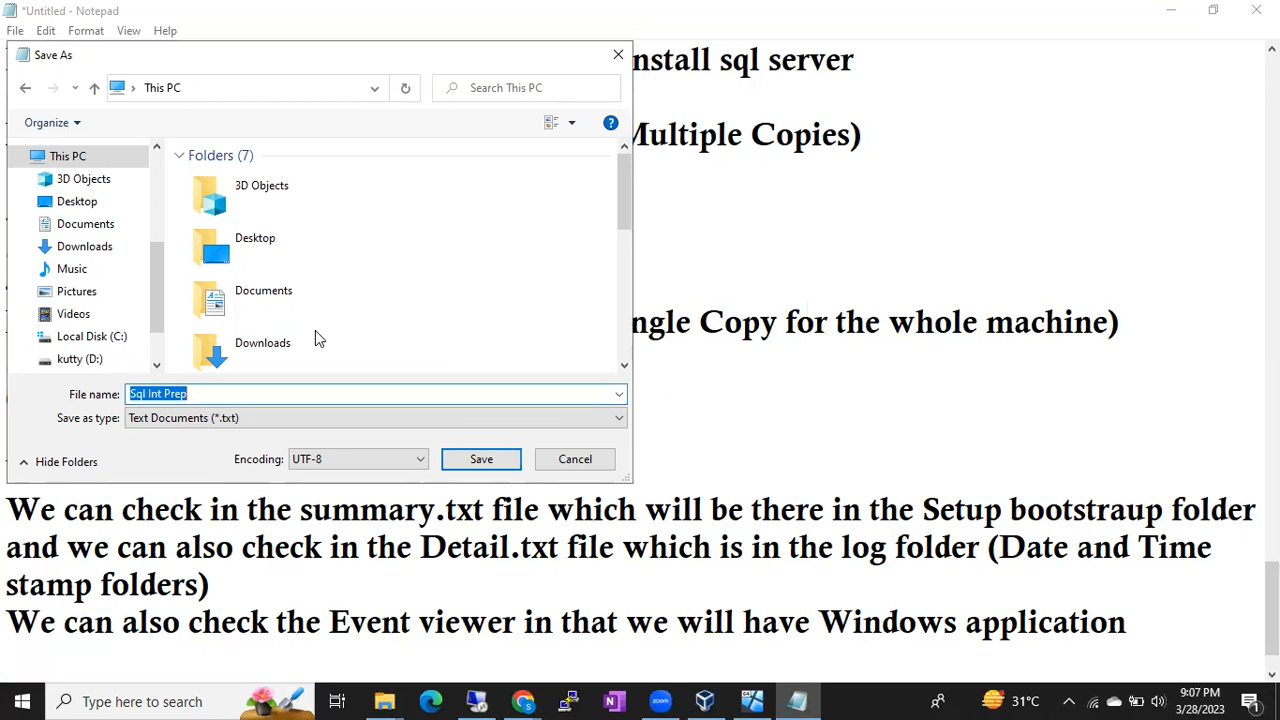 *Untitled - Notepad
File Edit Format View Help
Save As
This PC
Search This PC
Organize
This PC
3D Objects
Desktop
Documents
Downloads
Music
Pictures
Videos
Local Disk (C:)
kutty (D:)
Folders (7)
3D Objects
Desktop
Documents
Downloads
File name: Sql Int Prep
Save as type: Text Documents (*.txt)
Hide Folders
Encoding: UTF-8
Save
Cancel
nstall sql server
Multiple Copies)
ngle Copy for the whole machine)
We can check in the summary.txt file which will be there in the Setup bootstraup folder
and we can also check in the Detail.txt file which is in the log folder (Date and Time
stamp folders)
We can also check the Event viewer in that we will have Windows application
Type here to search
zoom
31°C
9:07 PM
3/28/2023
1